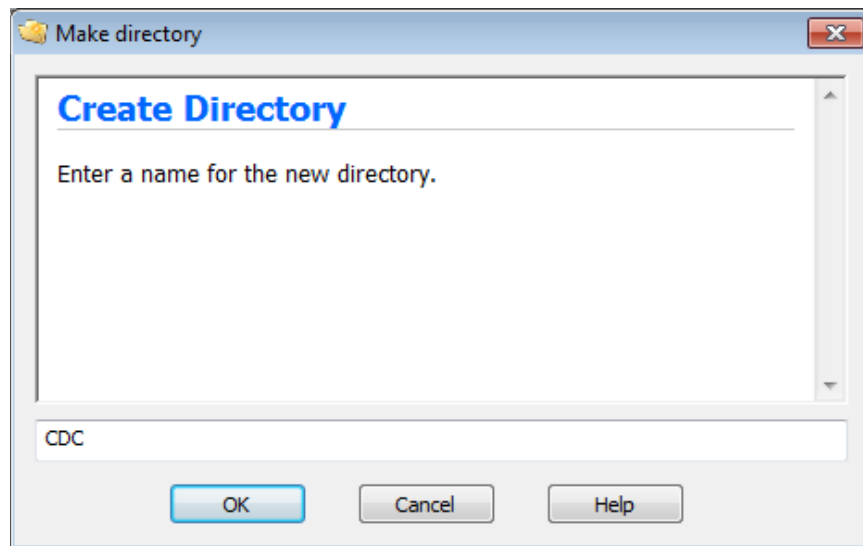 Make directory
Create Directory
Enter a name for the new directory.
CDC
OK Cancel Help